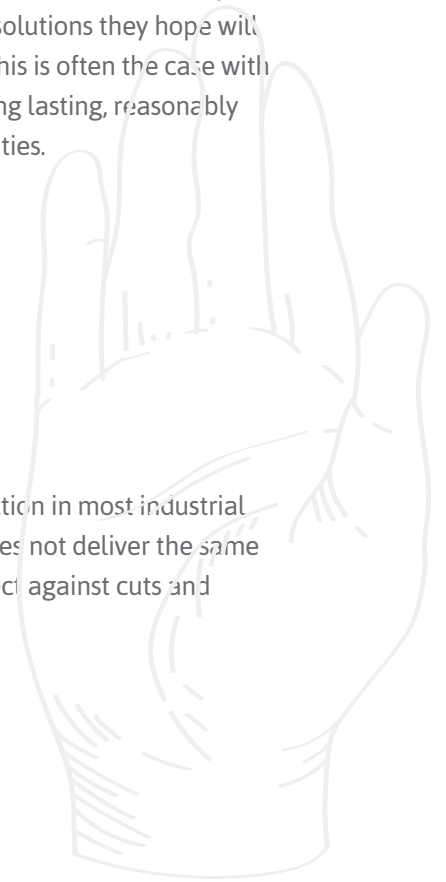 solutions they hope will
his is often the case with
ng lasting, reasonably
ties.
tion in most industrial
es not deliver the same
ct against cuts and